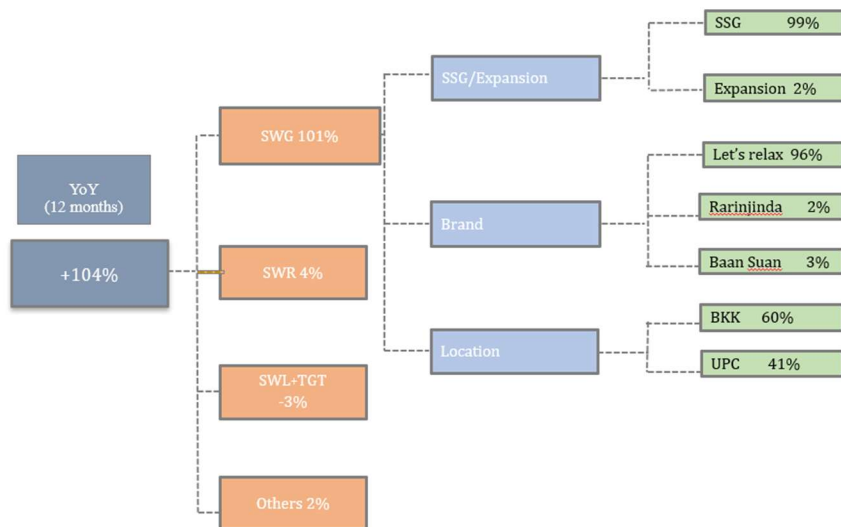 YoY
(12 months)
+104%
SWG 101%
SWR 4%
SWL+TGT
-3%
Others 2%
SSG/Expansion
Brand
Location
SSG 99%
Expansion 2%
Let's relax 96%
Rarinjinda 2%
Baan Suan 3%
BKK 60%
UPC 41%